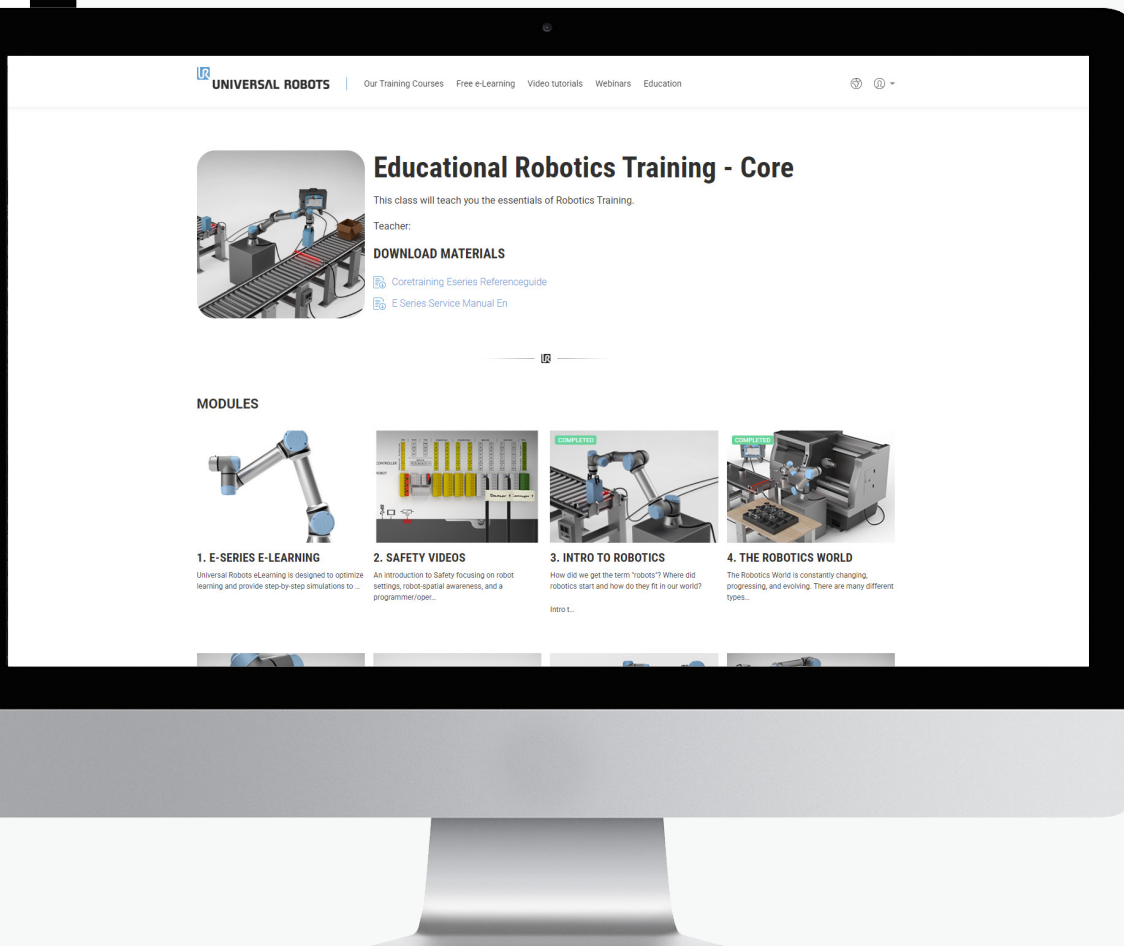 UNIVERSAL ROBOTS
Our Training Courses Free e-Learning Video tutorials Webinars Education
Educational Robotics Training - Core
This class will teach you the essentials of Robotics Training.
Teacher:
DOWNLOAD MATERIALS
Coretraining Eseries Referenceguide
E Series Service Manual En
MODULES
COMPLETED
COMPLETED
CONTROLLER
ROBOT
1. E-SERIES E-LEARNING
Universal Robots eLearning is designed to optimize
learning and provide step-by-step simulations to ...
2. SAFETY VIDEOS
An introduction to Safety focusing on robot
settings, robot-spatial awareness, and a
programmer/oper...
3. INTRO TO ROBOTICS
How did we get the term "robots"? Where did
robotics start and how do they fit in our world?
Intro t...
4. THE ROBOTICS WORLD
The Robotics World is constantly changing,
progressing, and evolving. There are many different
types...